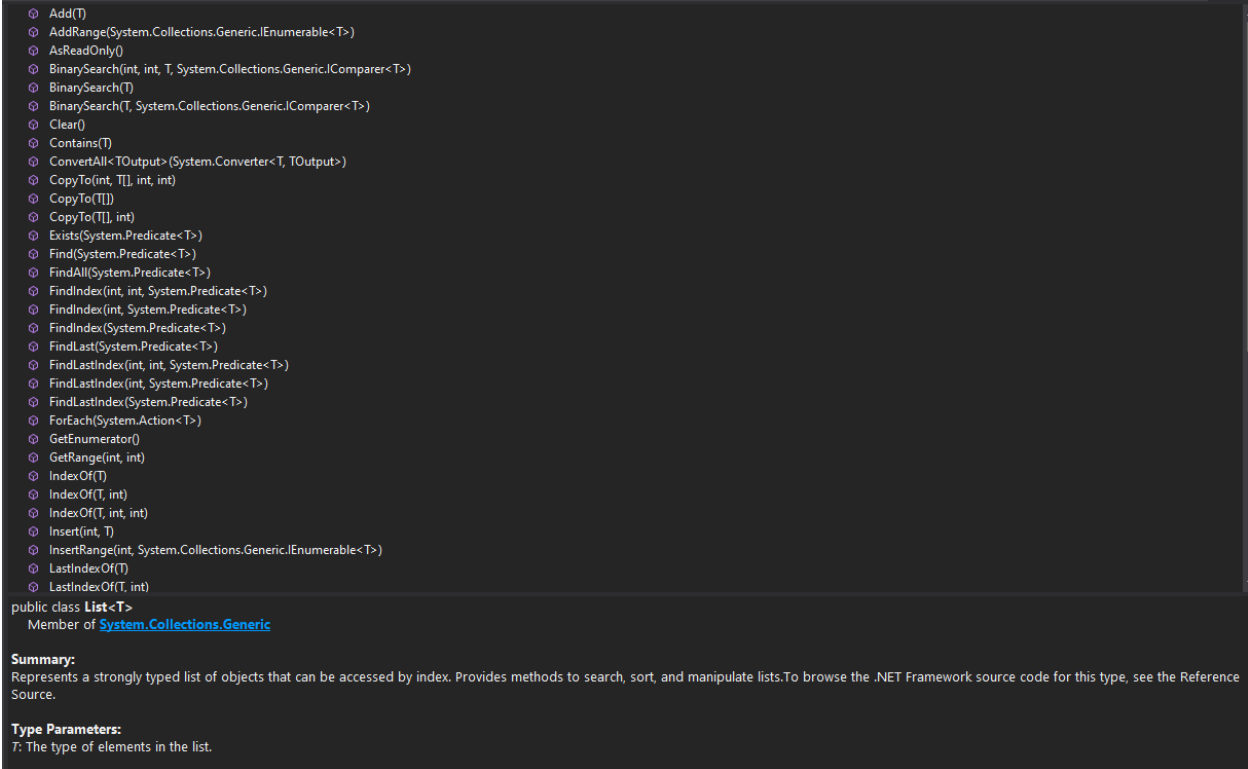 Add(T)
AddRange(System.Collections.Generic.IEnumerable<T>)
AsReadOnly()
BinarySearch(int, int, T, System.Collections.Generic.IComparer<T>)
BinarySearch(T)
BinarySearch(T, System.Collections.Generic.IComparer<T>)
Clear()
Contains(T)
ConvertAll<TOutput>(System.Converter<T, TOutput>)
CopyTo(int, T[], int, int)
CopyTo(T[])
CopyTo(T[], int)
Exists(System.Predicate<T>)
Find(System.Predicate<T>)
FindAll(System.Predicate<T>)
FindIndex(int, int, System.Predicate<T>)
FindIndex(int, System.Predicate<T>)
FindIndex(System.Predicate<T>)
FindLast(System.Predicate<T>)
FindLastIndex(int, int, System.Predicate<T>)
FindLastIndex(int, System.Predicate<T>)
FindLastIndex(System.Predicate<T>)
ForEach(System.Action<T>)
GetEnumerator()
GetRange(int, int)
IndexOf(T)
IndexOf(T, int)
IndexOf(T, int, int)
Insert(int, T)
InsertRange(int, System.Collections.Generic.IEnumerable<T>)
LastIndexOf(T)
LastIndexOf(T, int)
public class List<T>
Member of System.Collections.Generic
Summary:
Represents a strongly typed list of objects that can be accessed by index. Provides methods to search, sort, and manipulate lists.To browse the .NET Framework source code for this type, see the Reference
Source.
Type Parameters:
T: The type of elements in the list.